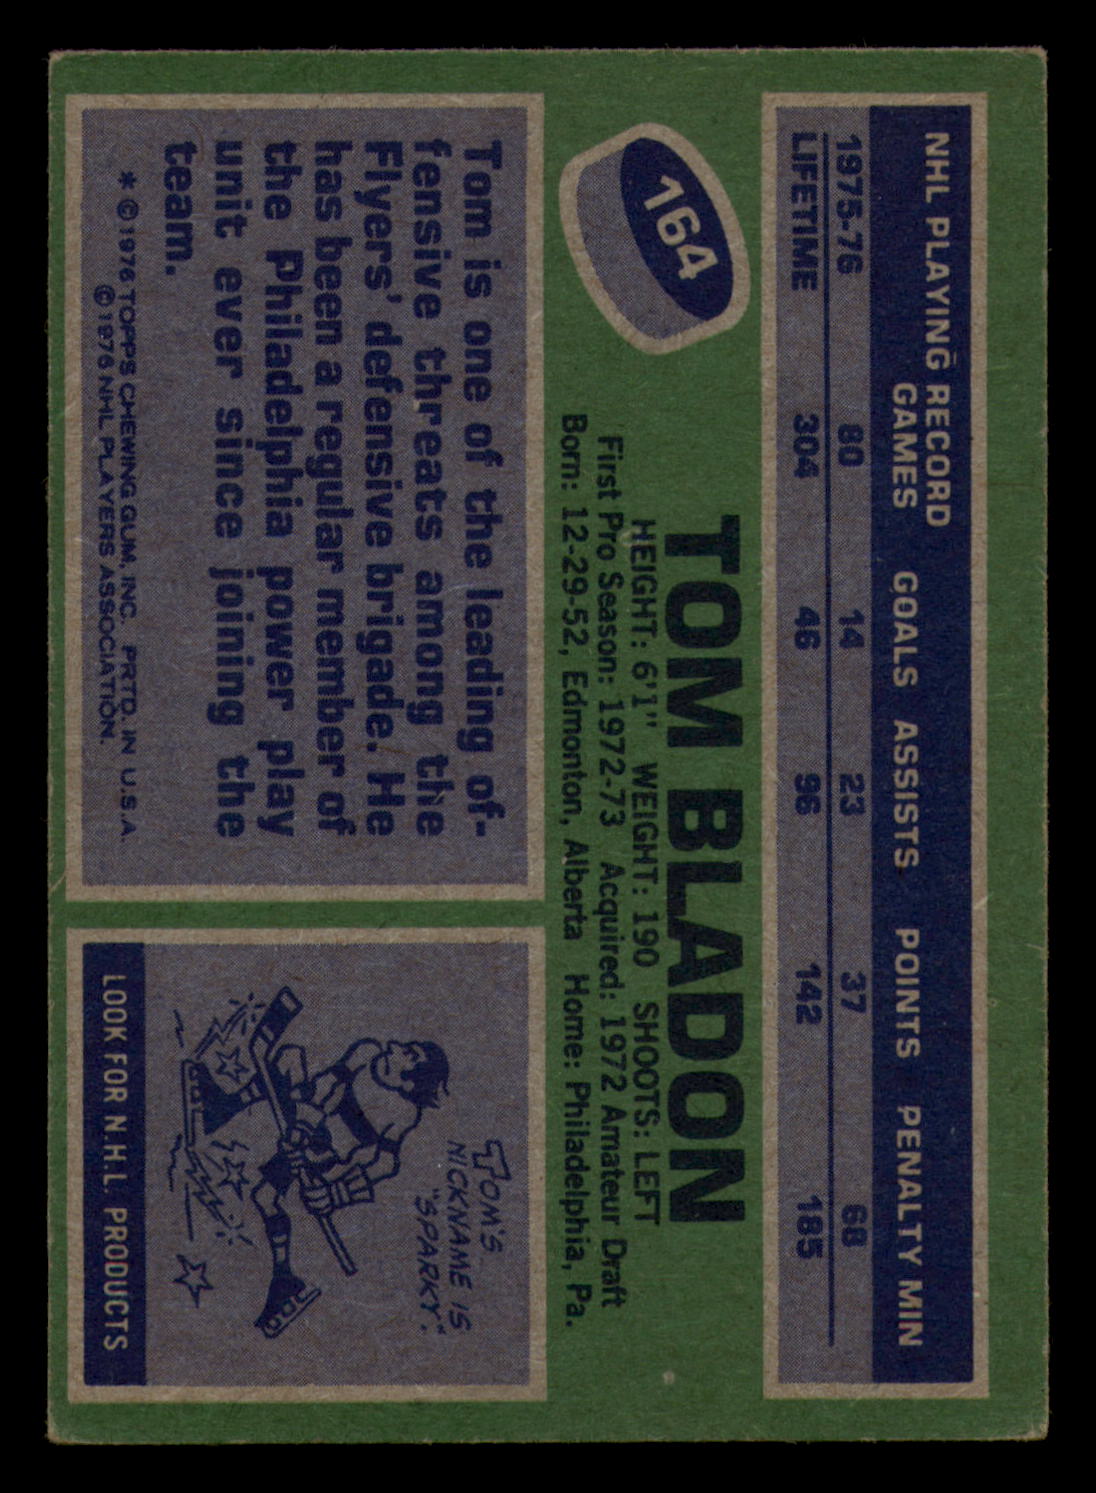 NHL PLAYING RECORD
GAMES GOALS ASSISTS POINTS PENALTY MIN
1975-76 80 14 23 37 68
LIFETIME 304 46 96 142 185
164
TOM BLADON
HEIGHT: 6'1" WEIGHT: 190 SHOOTS: LEFT
First Pro Season: 1972-73 Acquired: 1972 Amateur Draft
Born: 12-29-52, Edmonton, Alberta Home: Philadelphia, Pa.
Tom is one of the leading of-
fensive threats among the
Flyers' defensive brigade. He
has been a regular member of
the Philadelphia power play
unit ever since joining the
team.
* ©1976 TOPPS CHEWING GUM, INC. PRTD. IN U.S.A.
©1976 NHL PLAYERS ASSOCIATION.
TOM'S
NICKNAME IS
"SPARKY".
LOOK FOR N.H.L. PRODUCTS